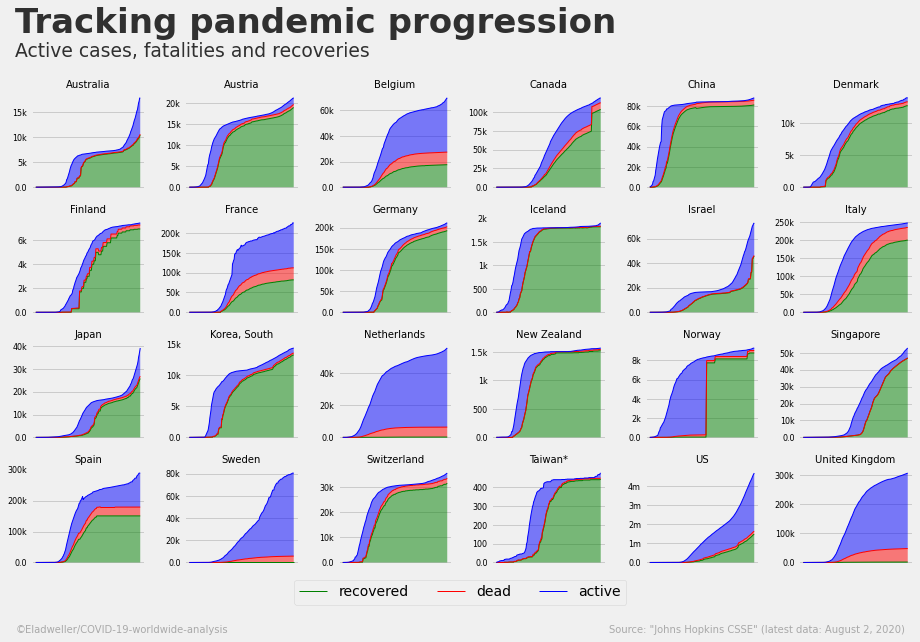 Tracking pandemic progression
Active cases, fatalities and recoveries
Australia
15k
10k
5k
0.0
Austria
20k
15k
10k
5k
0.0
Belgium
60k
40k
20k
0.0
Canada
100k
75k
50k
25k
0.0
China
80k
60k
40k
20k
0.0
Denmark
10k
5k
0.0
Finland
6k
4k
2k
0.0
France
200k
150k
100k
50k
0.0
Germany
200k
150k
100k
50k
0.0
Iceland
2k
1.5k
1k
500
0.0
Israel
60k
40k
20k
0.0
Italy
250k
200k
150k
100k
50k
0.0
Japan
40k
30k
20k
10k
0.0
Korea, South
15k
10k
5k
0.0
Netherlands
40k
20k
0.0
New Zealand
1.5k
1k
500
0.0
Norway
8k
6k
4k
2k
0.0
Singapore
50k
40k
30k
20k
10k
0.0
Spain
300k
200k
100k
0.0
Sweden
80k
60k
40k
20k
0.0
Switzerland
30k
20k
10k
0.0
Taiwan*
400
300
200
100
0.0
US
4m
3m
2m
1m
0.0
United Kingdom
300k
200k
100k
0.0
recovered dead active
©Eladweller/COVID-19-worldwide-analysis
Source: "Johns Hopkins CSSE" (latest data: August 2, 2020)